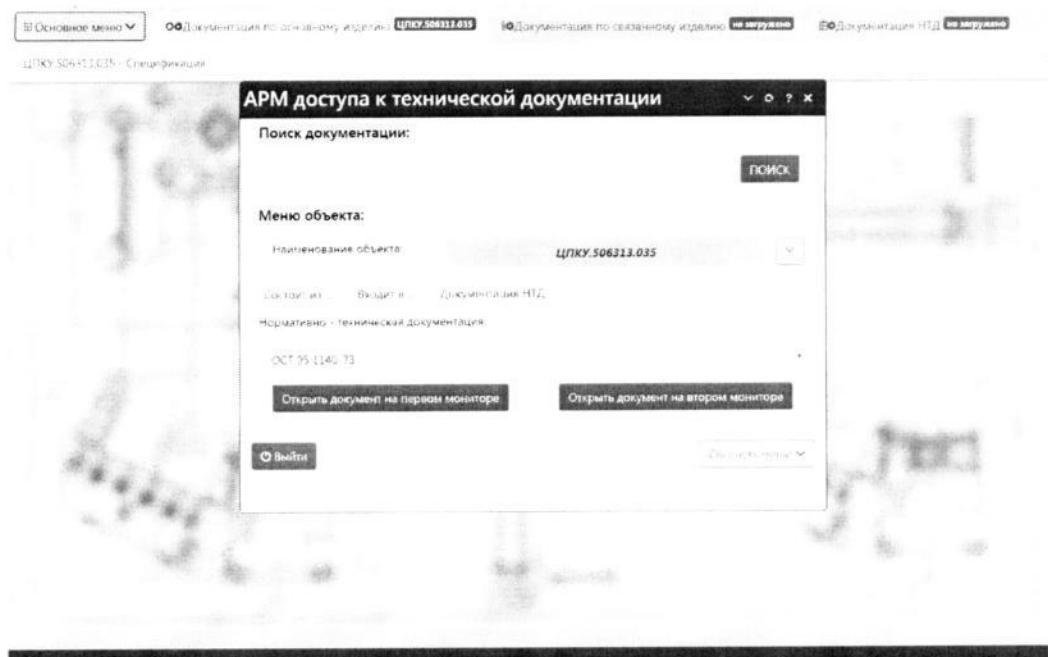 Основное меню
Документация по основному изделию ЦПКУ.506313.035
Документация по связанному изделию не загружено
Документация НТД не загружено
ЦПКУ.506313.035 - Спецификация
АРМ доступа к технической документации
Поиск документации:
ПОИСК
Меню объекта:
Наименование объекта:
ЦПКУ.506313.035
Состоит из ...
Входит в ...
Документация НТД
Нормативно - техническая документация:
ОСТ 95 1140-73
Открыть документ на первом мониторе
Открыть документ на втором мониторе
Выйти
меню